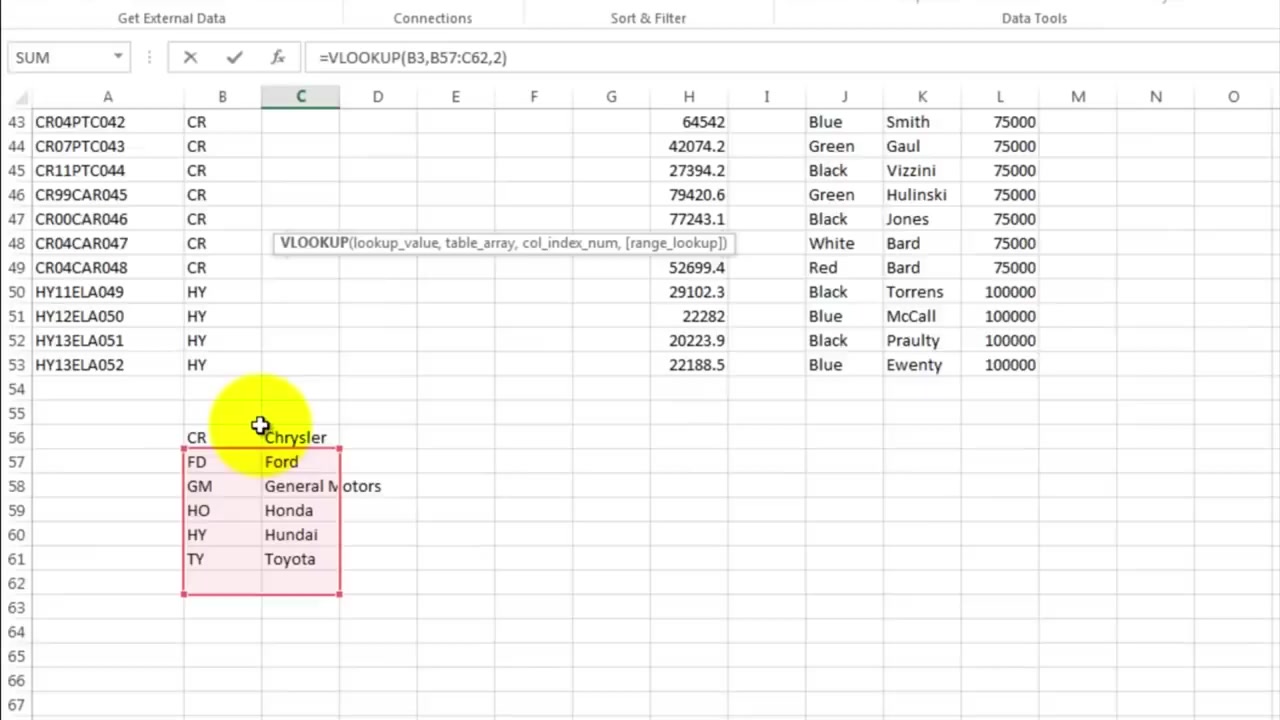 Get External Data Connections Sort & Filter Data Tools
SUM =VLOOKUP(B3,B57:C62,2)
A B C D E F G H I J K L M N O
43 CR04PTC042 CR 64542 Blue Smith 75000
44 CR07PTC043 CR 42074.2 Green Gaul 75000
45 CR11PTC044 CR 27394.2 Black Vizzini 75000
46 CR99CAR045 CR 79420.6 Green Hulinski 75000
47 CR00CAR046 CR 77243.1 Black Jones 75000
48 CR04CAR047 CR VLOOKUP(lookup_value, table_array, col_index_num, [range_lookup]) White Bard 75000
49 CR04CAR048 CR 52699.4 Red Bard 75000
50 HY11ELA049 HY 29102.3 Black Torrens 100000
51 HY12ELA050 HY 22282 Blue McCall 100000
52 HY13ELA051 HY 20223.9 Black Praulty 100000
53 HY13ELA052 HY 22188.5 Blue Ewenty 100000
54
55
56 CR Chrysler
57 FD Ford
58 GM General Motors
59 HO Honda
60 HY Hundai
61 TY Toyota
62
63
64
65
66
67